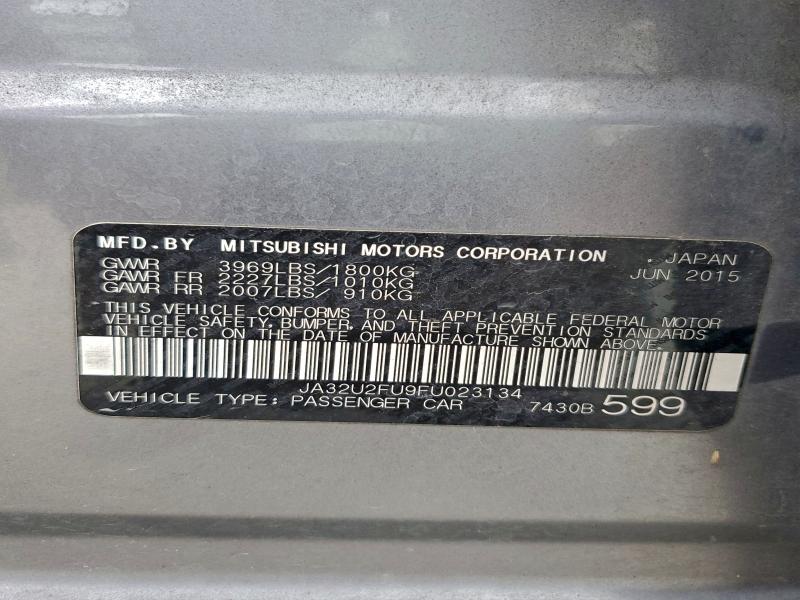 MFD.BY MITSUBISHI MOTORS CORPORATION . JAPAN
GVWR 3969LBS/1800KG JUN 2015
GAWR FR 2227LBS/1010KG
GAWR RR 2007LBS/ 910KG
THIS VEHICLE CONFORMS TO ALL APPLICABLE FEDERAL MOTOR
VEHICLE SAFETY, BUMPER, AND THEFT PREVENTION STANDARDS
IN EFFECT ON THE DATE OF MANUFACTURE SHOWN ABOVE.
JA32U2FU9FU023134
VEHICLE TYPE: PASSENGER CAR 7430B 599